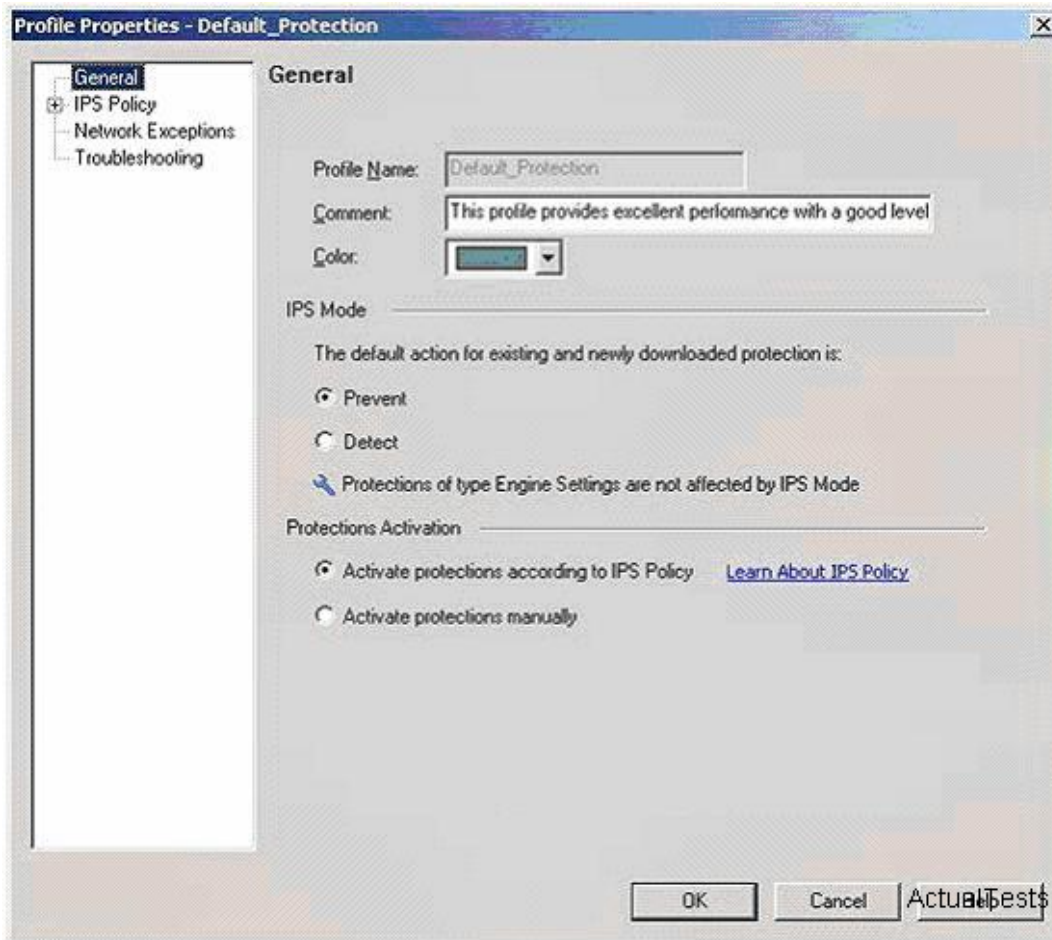 Profile Properties - Default_Protection
General
IPS Policy
Network Exceptions
Troubleshooting
General
Profile Name: Default_Protection
Comment: This profile provides excellent performance with a good level
Color:
IPS Mode
The default action for existing and newly downloaded protection is:
Prevent
Detect
Protections of type Engine Settings are not affected by IPS Mode
Protections Activation
Activate protections according to IPS Policy Learn About IPS Policy
Activate protections manually
OK Cancel Help
ActualTests